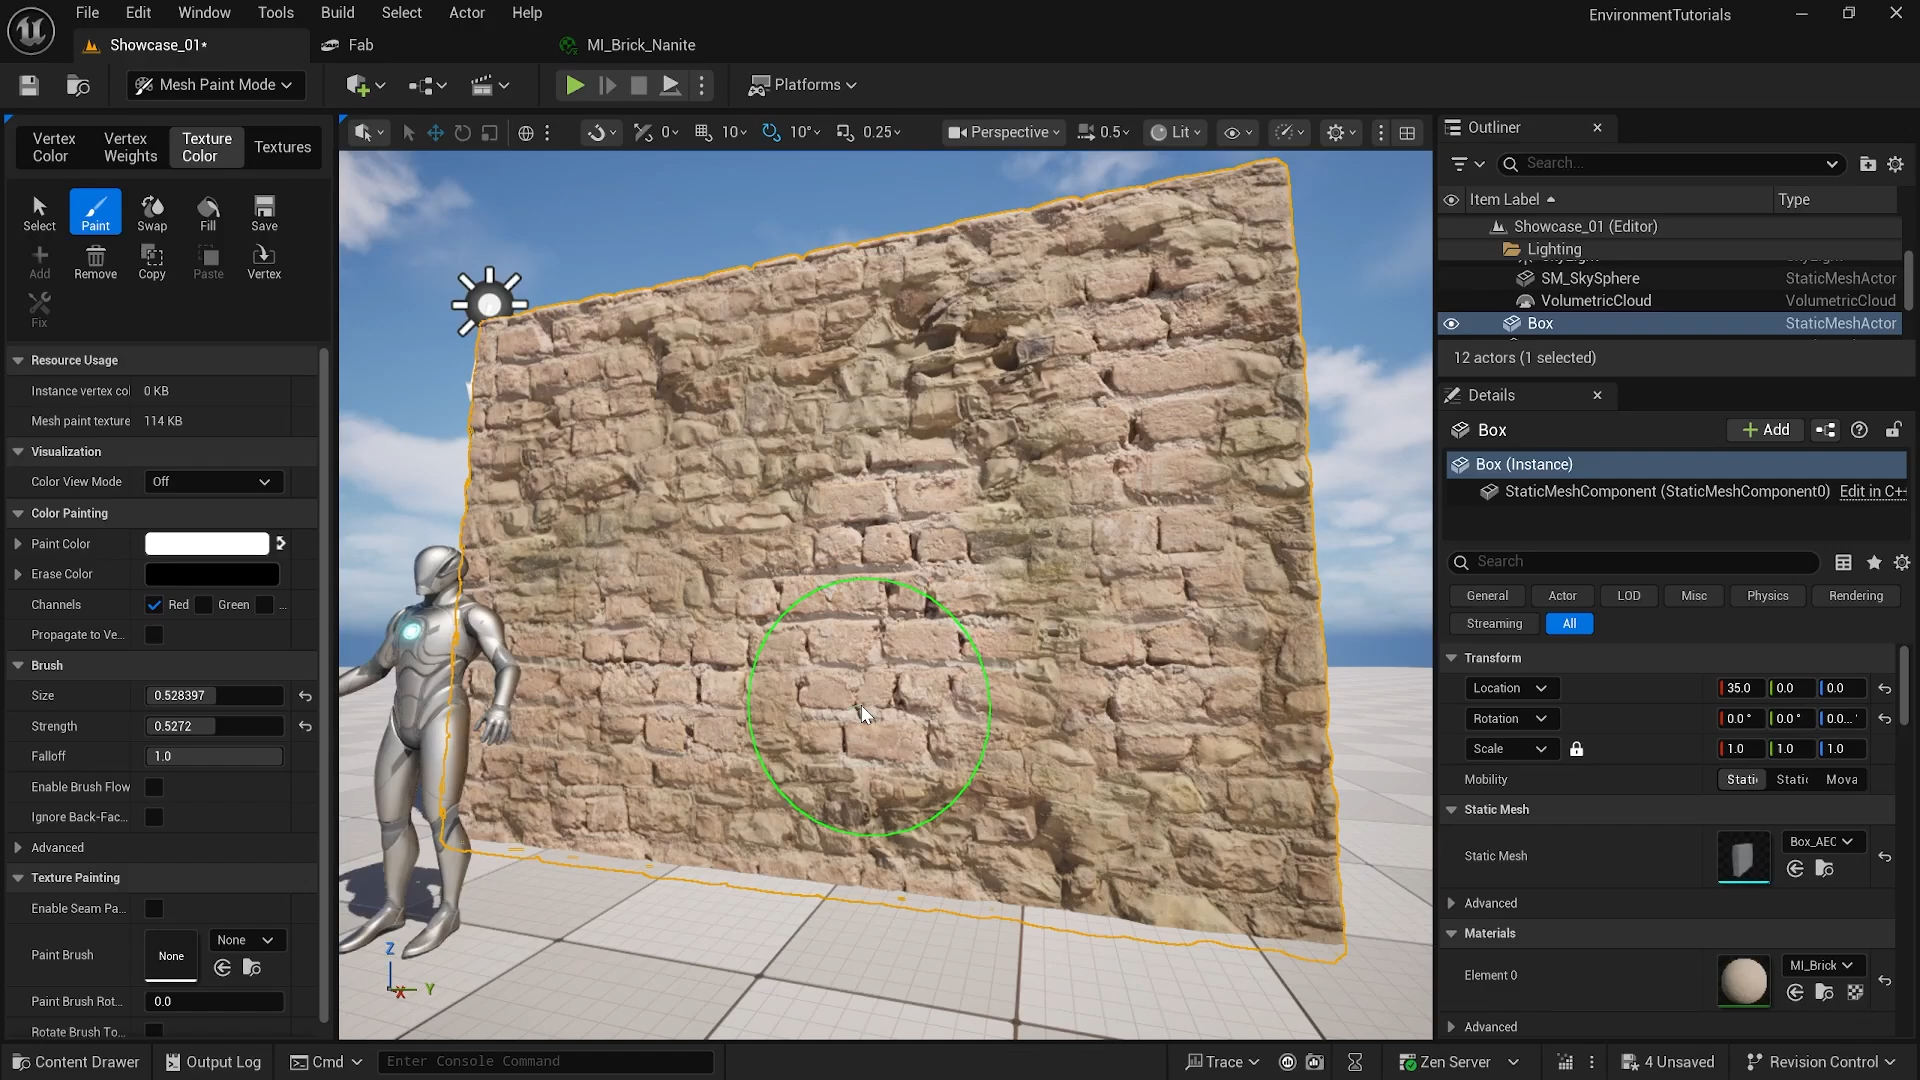 File Edit Window Tools Build Select Actor Help
EnvironmentTutorials
Showcase_01* Fab MI_Brick_Nanite
Mesh Paint Mode Platforms
Vertex Color Vertex Weights Texture Color Textures
0 10 10° 0.25 Perspective 0.5 Lit
Select Paint Swap Fill Save
Add Remove Copy Paste Vertex
Fix
Resource Usage
Instance vertex col 0 KB
Mesh paint texture 114 KB
Visualization
Color View Mode Off
Color Painting
Paint Color
Erase Color
Channels Red Green ...
Propagate to Ve...
Brush
Size 0.528397
Strength 0.5272
Falloff 1.0
Enable Brush Flow
Ignore Back-Fac...
Advanced
Texture Painting
Enable Seam Pa...
Paint Brush None None
Paint Brush Rot... 0.0
Rotate Brush To...
Z
X Y
Outliner
Search...
Item Label Type
Showcase_01 (Editor)
Lighting
SM_SkySphere StaticMeshActor
VolumetricCloud VolumetricCloud
Box StaticMeshActor
12 actors (1 selected)
Details
Box Add
Box (Instance)
StaticMeshComponent (StaticMeshComponent0) Edit in C++
Search
General Actor LOD Misc Physics Rendering
Streaming All
Transform
Location 35.0 0.0 0.0
Rotation 0.0° 0.0° 0.0...
Scale 1.0 1.0 1.0
Mobility Static Static Mova
Static Mesh
Static Mesh Box_AEC
Advanced
Materials
Element 0 MI_Brick
Advanced
Content Drawer Output Log Cmd Enter Console Command Trace Zen Server 4 Unsaved Revision Control